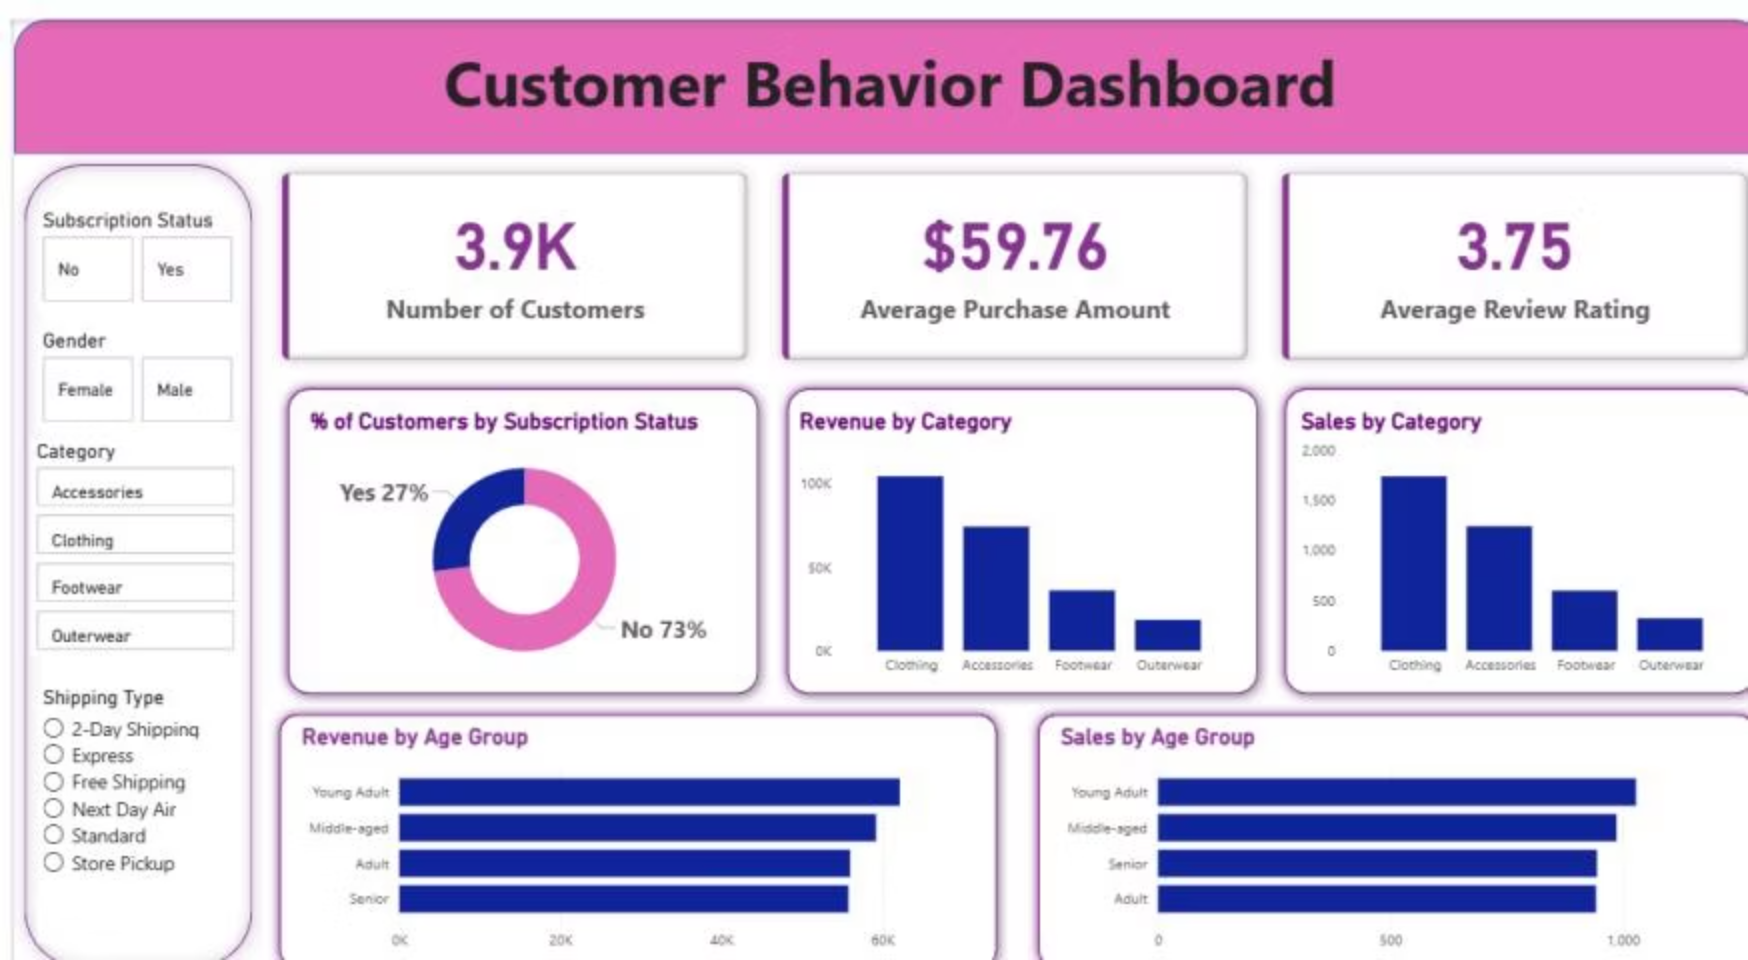 Customer Behavior Dashboard
Subscription Status
No
Yes
Gender
Female
Male
Category
Accessories
Clothing
Footwear
Outerwear
Shipping Type
2-Day Shipping
Express
Free Shipping
Next Day Air
Standard
Store Pickup
3.9K
Number of Customers
$59.76
Average Purchase Amount
3.75
Average Review Rating
% of Customers by Subscription Status
Yes 27%
No 73%
Revenue by Category
100K
50K
0K
Clothing
Accessories
Footwear
Outerwear
Sales by Category
2,000
1,500
1,000
500
0
Clothing
Accessories
Footwear
Outerwear
Revenue by Age Group
Young Adult
Middle-aged
Adult
Senior
0K
20K
40K
60K
Sales by Age Group
Young Adult
Middle-aged
Senior
Adult
0
500
1,000